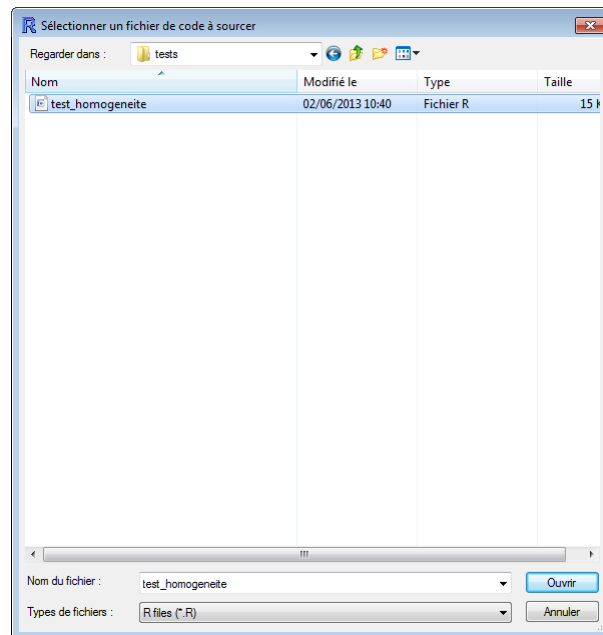 Sélectionner un fichier de code à sourcer
Regarder dans : tests
Nom Modifié le Type Taille
test_homogeneite 02/06/2013 10:40 Fichier R 15
Nom du fichier : test_homogeneite Ouvrir
Types de fichiers : R files (*.R) Annuler